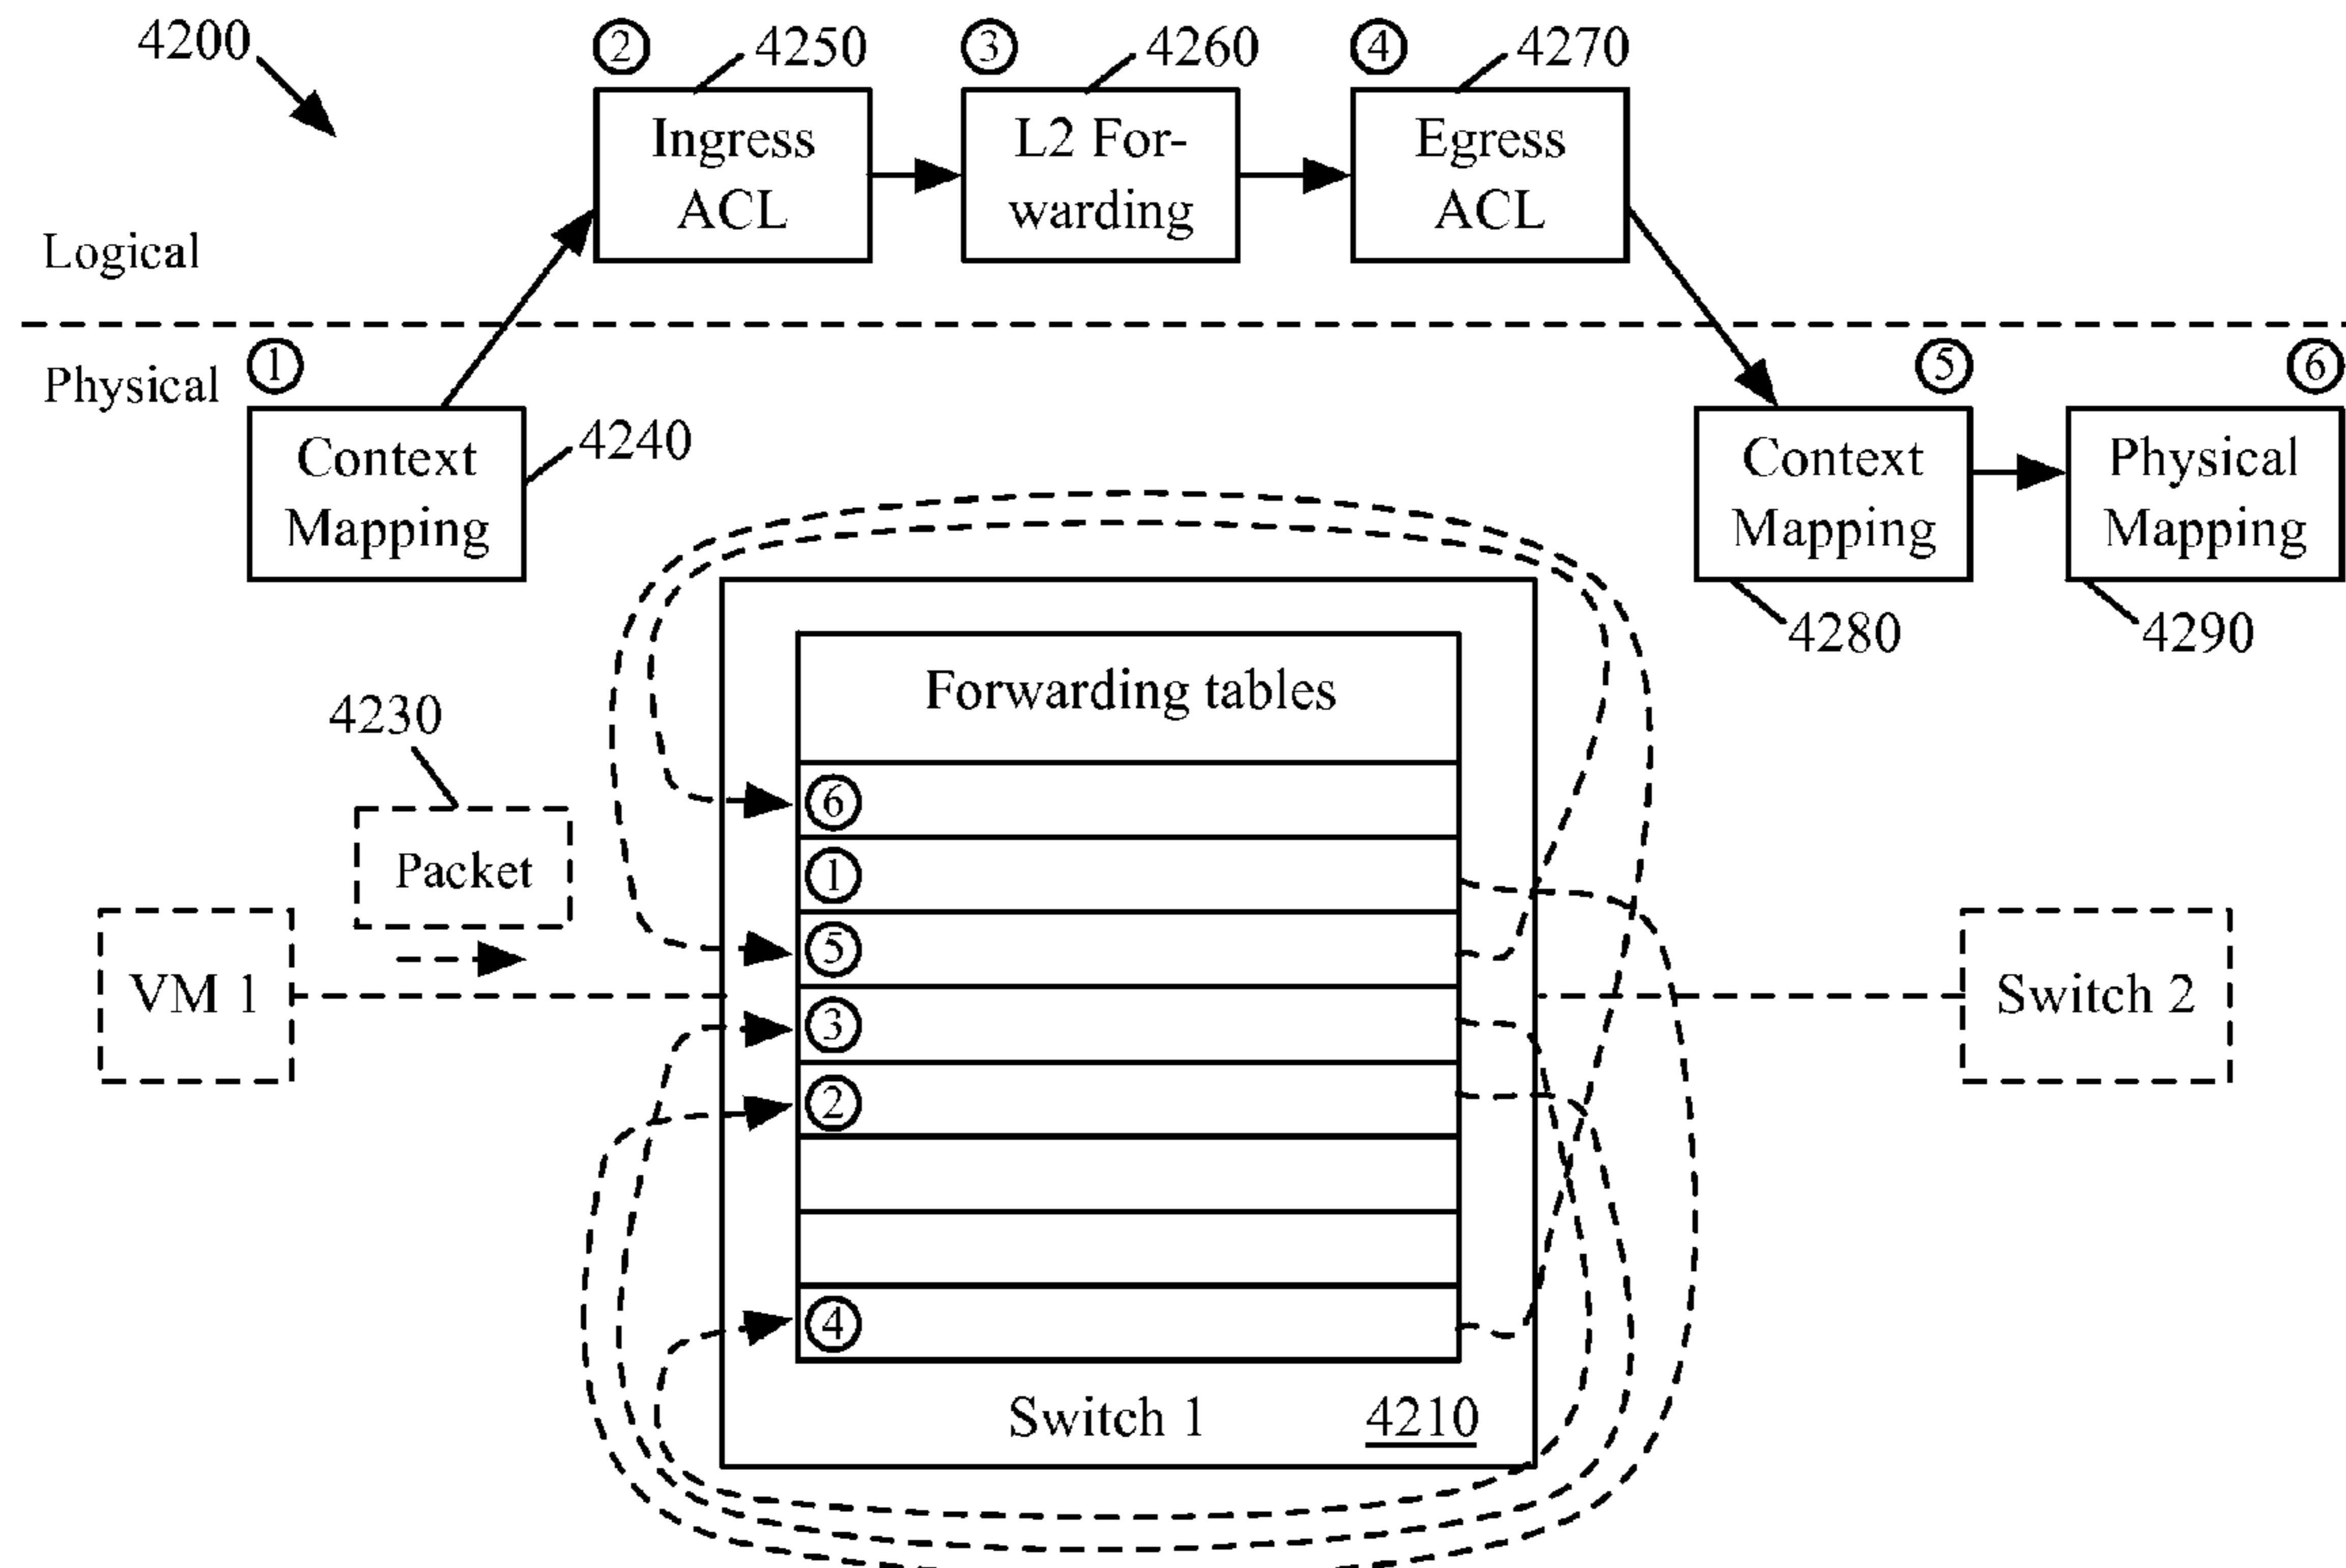 4200
② 4250
③ 4260
④ 4270
Ingress
ACL
L2 For-
warding
Egress
ACL
Logical
Physical
①
⑤
⑥
Context
Mapping
4240
Context
Mapping
Physical
Mapping
4280
4290
Forwarding tables
4230
Packet
VM 1
Switch 2
⑥
①
⑤
③
②
④
Switch 1 4210